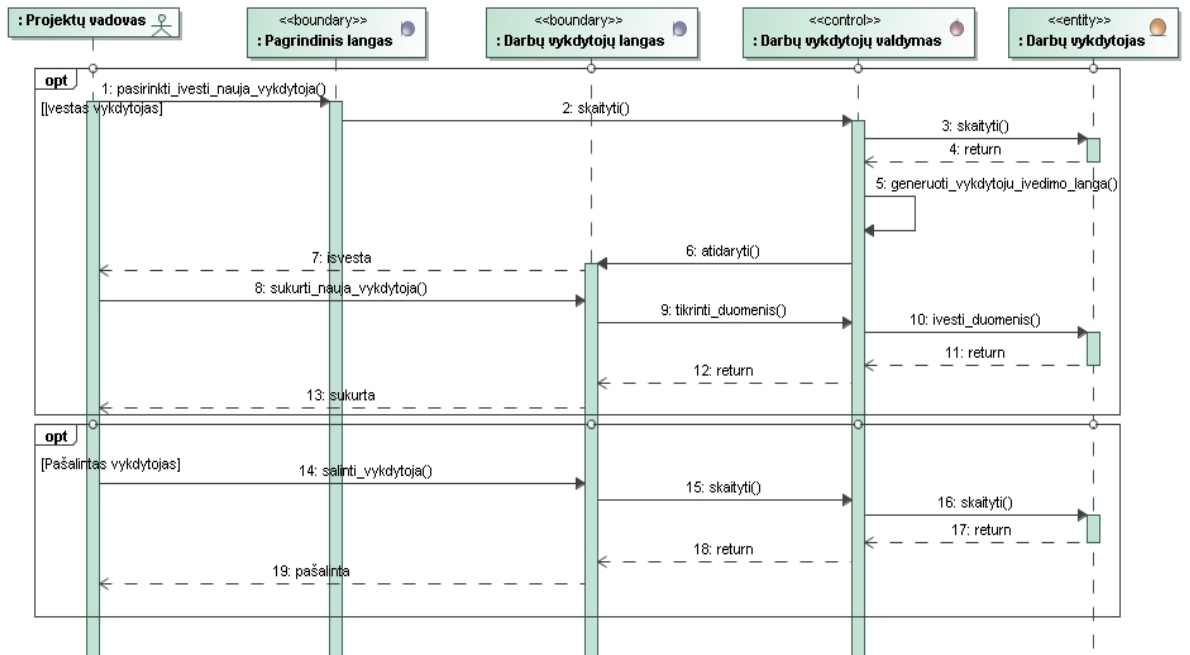 : Projektų vadovas
<<boundary>>
: Pagrindinis langas
<<boundary>>
: Darbų vykdytojų langas
<<control>>
: Darbų vykdytojų valdymas
<<entity>>
: Darbų vykdytojas
opt
1: pasirinkti_ivesti_nauja_vykdytoja()
[Įvestas vykdytojas]
2: skaityti()
3: skaityti()
4: return
5: generuoti_vykdytoju_ivedimo_langa()
6: atidaryti()
7: isvesta
8: sukurti_nauja_vykdytoja()
9: tikrinti_duomenis()
10: ivesti_duomenis()
11: return
12: return
13: sukurta
opt
[Pašalintas vykdytojas]
14: salinti_vykdytoja()
15: skaityti()
16: skaityti()
17: return
18: return
19: pašalinta